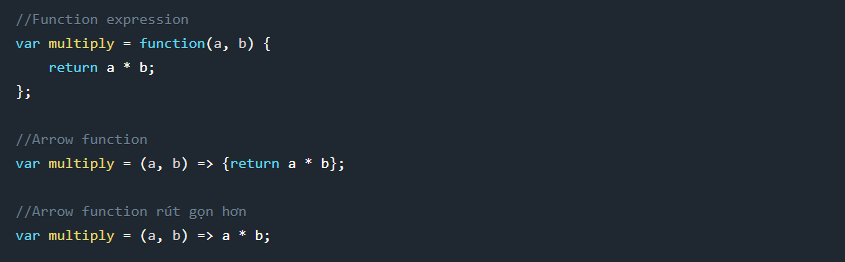 //Function expression
var multiply = function(a, b) {
    return a * b;
};

//Arrow function
var multiply = (a, b) => {return a * b};

//Arrow function rút gọn hơn
var multiply = (a, b) => a * b;